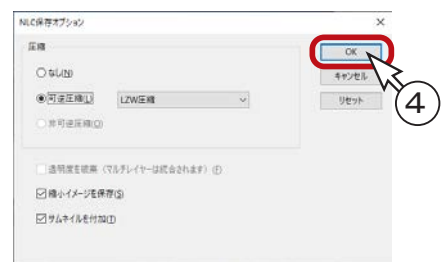 NLC保存オプション
圧縮
なし(N)
可逆圧縮(L)
LZW圧縮
非可逆圧縮(O)
透明度を破棄（マルチレイヤーは統合されます）(F)
縮小イメージを保存(S)
サムネイルを付加(T)
OK
キャンセル
リセット
4